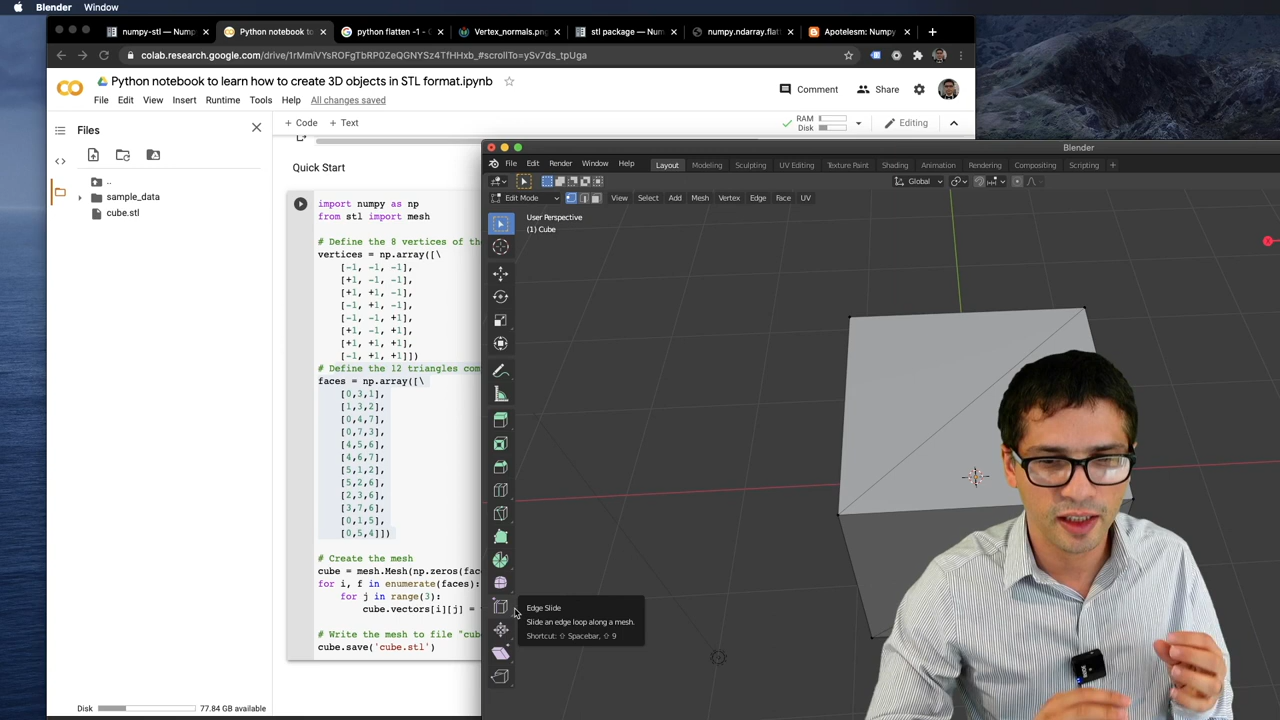 Blender Window
numpy-stl — Nump
Python notebook to
python flatten -1 - G
Vertex_normals.png
stl package — Num
numpy.ndarray.flat
Apotelesm: Numpy
colab.research.google.com/drive/1rMmiVYsROFgTbRP0ZeQGNYSz4TfHHxb_#scrollTo=ySv7ds_tpUga
Python notebook to learn how to create 3D objects in STL format.ipynb
Comment Share
File Edit View Insert Runtime Tools Help All changes saved
Files
+ Code + Text
RAM
Disk
Editing
..
sample_data
cube.stl
Disk 77.84 GB available
Quick Start
import numpy as np
from stl import mesh
# Define the 8 vertices of th
vertices = np.array([\
[-1, -1, -1],
[+1, -1, -1],
[+1, +1, -1],
[-1, +1, -1],
[-1, -1, +1],
[+1, -1, +1],
[+1, +1, +1],
[-1, +1, +1]])
# Define the 12 triangles com
faces = np.array([\
[0,3,1],
[1,3,2],
[0,4,7],
[0,7,3],
[4,5,6],
[4,6,7],
[5,1,2],
[5,2,6],
[2,3,6],
[3,7,6],
[0,1,5],
[0,5,4]])
# Create the mesh
cube = mesh.Mesh(np.zeros(fac
for i, f in enumerate(faces):
for j in range(3):
cube.vectors[i][j] =
# Write the mesh to file "cub
cube.save('cube.stl')
Blender
File Edit Render Window Help Layout Modeling Sculpting UV Editing Texture Paint Shading Animation Rendering Compositing Scripting +
Global
Edit Mode View Select Add Mesh Vertex Edge Face UV
User Perspective
(1) Cube
Edge Slide
Slide an edge loop along a mesh.
Shortcut: ⇧ Spacebar, ⇧ 9